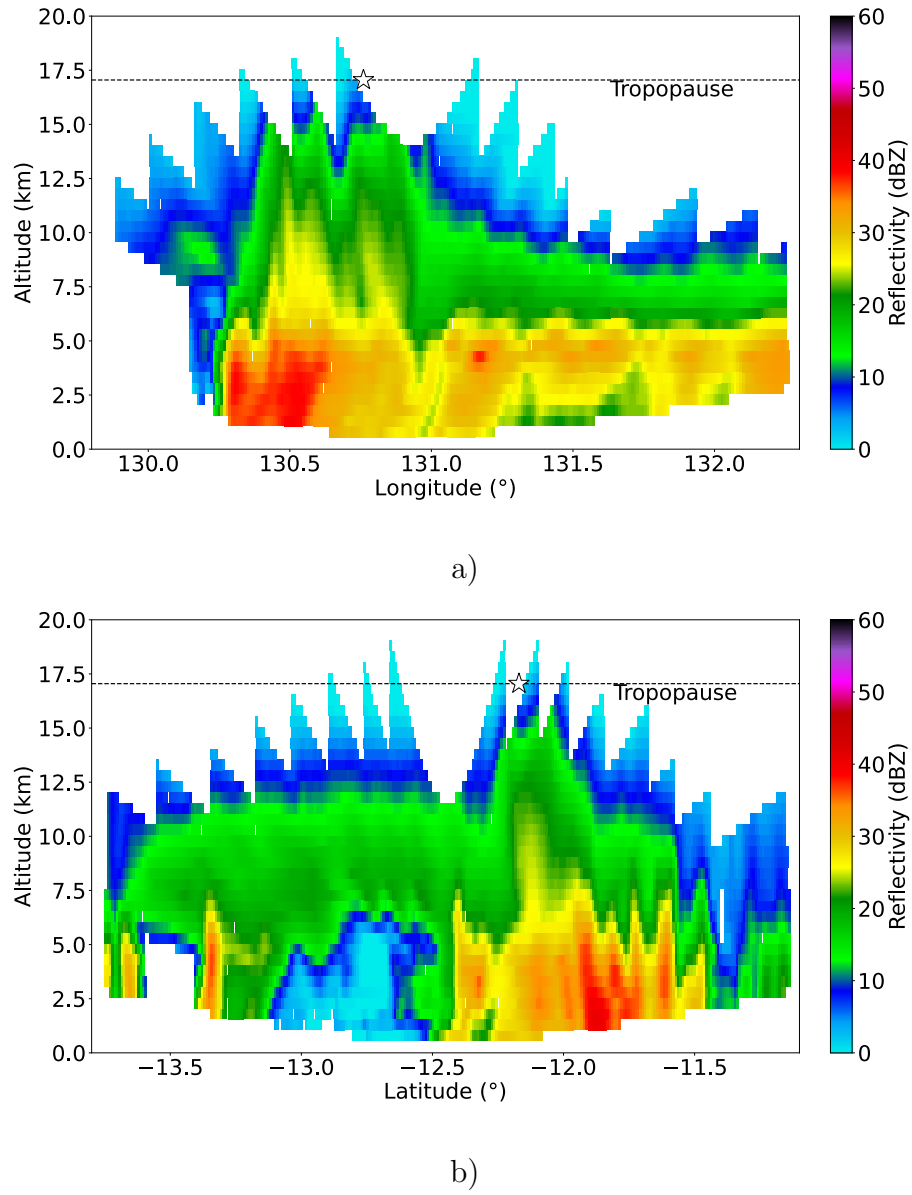 20.0
17.5
15.0
12.5
10.0
7.5
5.0
2.5
0.0
Altitude (km)
130.0 130.5 131.0 131.5 132.0
Longitude (°)
Tropopause
60
50
40
30
20
10
0
Reflectivity (dBZ)
a)
20.0
17.5
15.0
12.5
10.0
7.5
5.0
2.5
0.0
Altitude (km)
−13.5 −13.0 −12.5 −12.0 −11.5
Latitude (°)
Tropopause
60
50
40
30
20
10
0
Reflectivity (dBZ)
b)